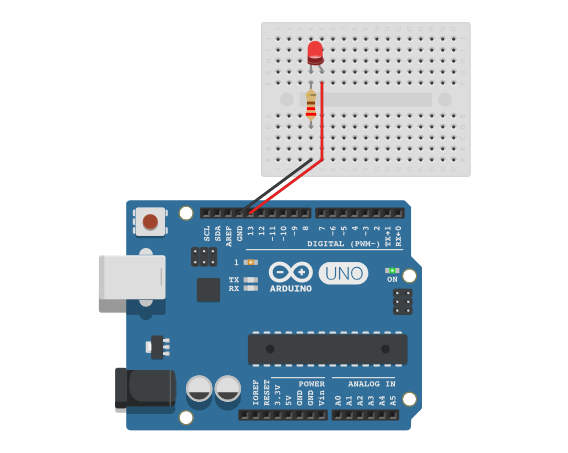 SCL
SDA
AREF
GND
13
12
~11
~10
~9
8
7
~6
~5
4
~3
2
TX→1
RX←0
DIGITAL (PWM~)
1
TX
RX
ARDUINO
UNO
ON
IOREF
RESET
3.3V
5V
GND
GND
Vin
POWER
ANALOG IN
A0
A1
A2
A3
A4
A5